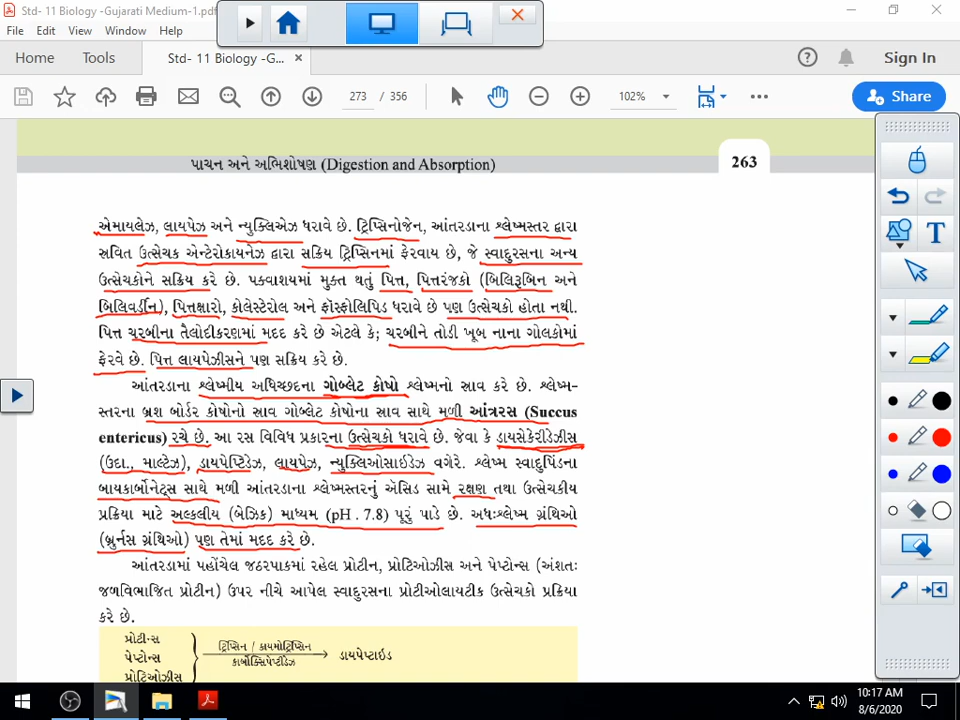 Std- 11 Biology -Gujarati Medium-1.pdf
File Edit View Window Help
Home Tools Std- 11 Biology -G... × Sign In
273 / 356 102% Share
પાચન અને અભિશોષણ (Digestion and Absorption) 263
એમાયલેઝ, લાયપેઝ અને ન્યુક્લિએઝ ધરાવે છે. ટ્રિપ્સિનોજેન, આંતરડાના શ્લેષ્મસ્તર દ્વારા
સ્રવિત ઉત્સેચક એન્ટેરોકાયનેઝ દ્વારા સક્રિય ટ્રિપ્સિનમાં ફેરવાય છે, જે સ્વાદુરસના અન્ય
ઉત્સેચકોને સક્રિય કરે છે. પક્વાશયમાં મુક્ત થતું પિત્ત, પિત્તરંજકો (બિલિરૂબિન અને
બિલિવર્ડીન), પિત્તક્ષારો, કોલેસ્ટેરોલ અને ફૉસ્ફોલિપિડ ધરાવે છે પણ ઉત્સેચકો હોતા નથી.
પિત્ત ચરબીના તૈલોદીકરણમાં મદદ કરે છે એટલે કે; ચરબીને તોડી ખૂબ નાના ગોલકોમાં
ફેરવે છે. પિત્ત લાયપેઝીસને પણ સક્રિય કરે છે.
આંતરડાના શ્લેષ્મીય અધિચ્છદના ગોબ્લેટ કોષો શ્લેષ્મનો સ્રાવ કરે છે. શ્લેષ્મ-
સ્તરના બ્રશ બોર્ડર કોષોનો સ્રાવ ગોબ્લેટ કોષોના સ્રાવ સાથે મળી આંત્રરસ (Succus
entericus) રચે છે. આ રસ વિવિધ પ્રકારના ઉત્સેચકો ધરાવે છે. જેવા કે ડાયસેકેરીડેઝીસ
(ઉદા., માલ્ટેઝ), ડાયપેપ્ટિડેઝ, લાયપેઝ, ન્યુક્લિઓસાઇડેઝ વગેરે. શ્લેષ્મ સ્વાદુપિંડના
બાયકાર્બોનેટ્સ સાથે મળી આંતરડાના શ્લેષ્મસ્તરનું ઍસિડ સામે રક્ષણ તથા ઉત્સેચકીય
પ્રક્રિયા માટે અલ્કલીય (બેઝિક) માધ્યમ (pH . 7.8) પૂરું પાડે છે. અધઃશ્લેષ્મ ગ્રંથિઓ
(બ્રુર્નસ ગ્રંથિઓ) પણ તેમાં મદદ કરે છે.
આંતરડામાં પહોંચેલ જઠરપાકમાં રહેલ પ્રોટીન, પ્રોટિઓઝીસ અને પેપ્ટોન્સ (અંશતઃ
જળવિભાજિત પ્રોટીન) ઉપર નીચે આપેલ સ્વાદુરસના પ્રોટીઓલાયટીક ઉત્સેચકો પ્રક્રિયા
કરે છે.
પ્રોટીન્સ
પેપ્ટોન્સ
પ્રોટિઓઝીસ
ટ્રિપ્સિન / કાયમોટ્રિપ્સિન
કાર્બોક્સિપેપ્ટીડેઝ
ડાયપેપ્ટાઇડ
T
10:17 AM
8/6/2020